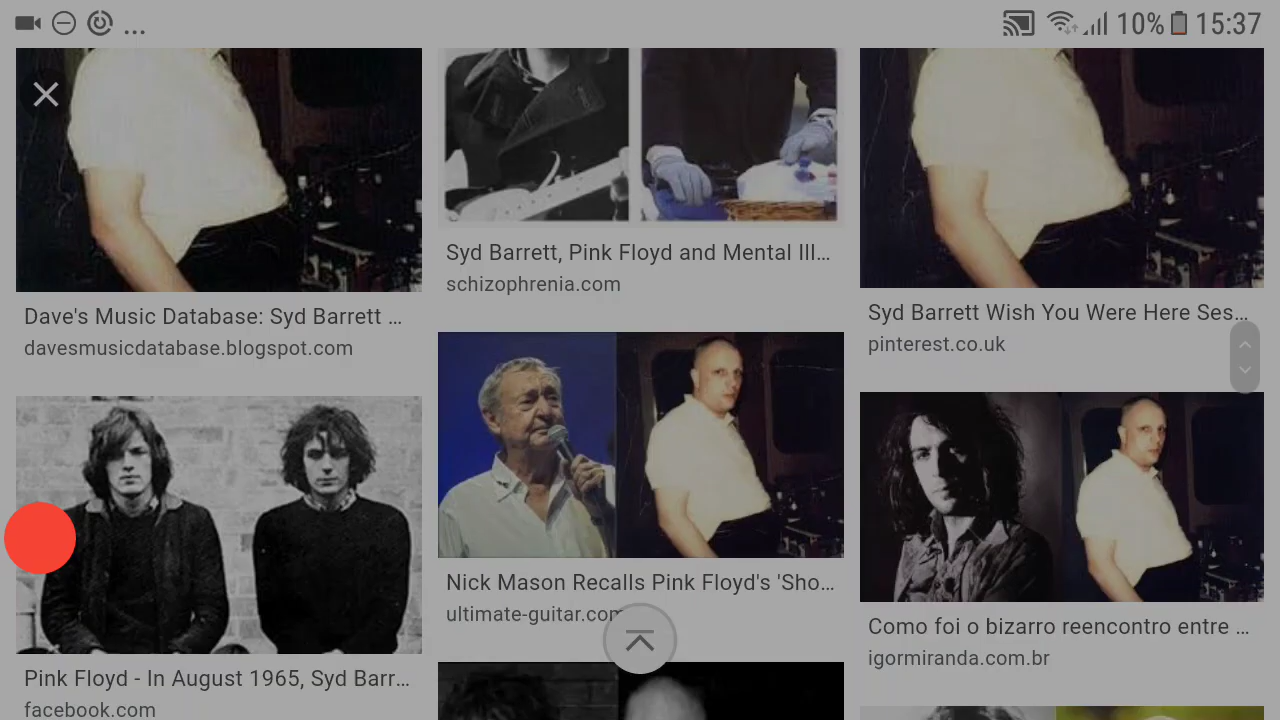 ... 10% 15:37
Dave's Music Database: Syd Barrett ...
davesmusicdatabase.blogspot.com
Pink Floyd - In August 1965, Syd Barr...
facebook.com
Syd Barrett, Pink Floyd and Mental Ill...
schizophrenia.com
Nick Mason Recalls Pink Floyd's 'Sho...
ultimate-guitar.com
Syd Barrett Wish You Were Here Ses...
pinterest.co.uk
Como foi o bizarro reencontro entre ...
igormiranda.com.br